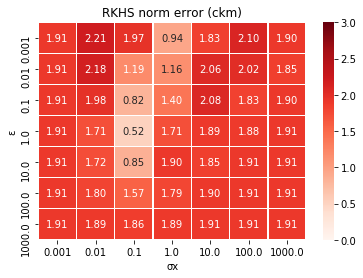 RKHS norm error (ckm)
0.001 1.91 2.21 1.97 0.94 1.83 2.10 1.90
0.01 1.91 2.18 1.19 1.16 2.06 2.02 1.85
0.1 1.91 1.98 0.82 1.40 2.08 1.83 1.90
1.0 1.91 1.71 0.52 1.71 1.89 1.88 1.91
10.0 1.91 1.72 0.85 1.90 1.85 1.91 1.91
100.0 1.91 1.80 1.57 1.79 1.90 1.91 1.91
1000.0 1.91 1.89 1.86 1.89 1.91 1.91 1.91
0.001 0.01 0.1 1.0 10.0 100.0 1000.0
σx
ε
3.0
2.5
2.0
1.5
1.0
0.5
0.0